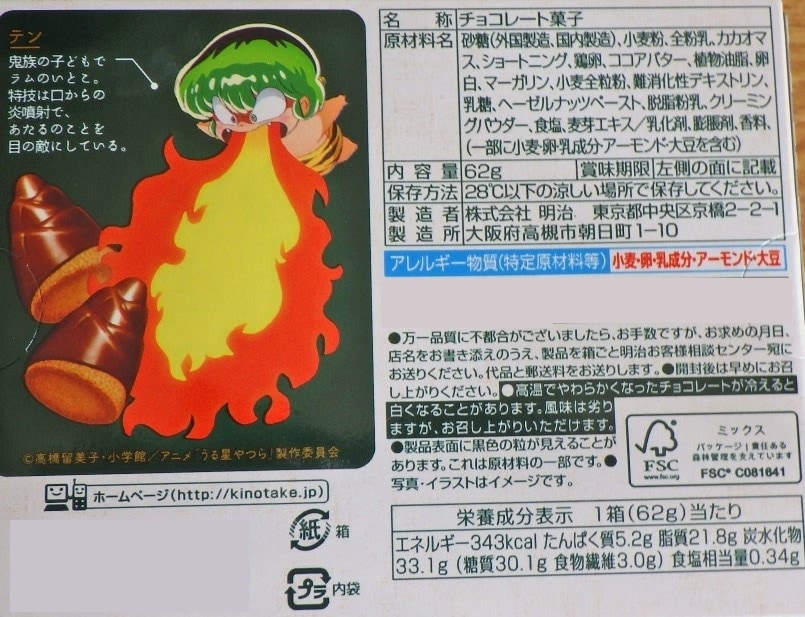 テン
鬼族の子どもで
ラムのいとこ。
特技は口からの
炎噴射で、
あたるのことを
目の敵にしている。
©高橋留美子・小学館／アニメ「うる星やつら」製作委員会
ホームページ(http://kinotake.jp/)
紙 箱
プラ 内袋
名 称 チョコレート菓子
原材料名 砂糖(外国製造、国内製造)、小麦粉、全粉乳、カカオマ
ス、ショートニング、鶏卵、ココアバター、植物油脂、卵
白、マーガリン、小麦全粒粉、難消化性デキストリン、
乳糖、ヘーゼルナッツペースト、脱脂粉乳、クリーミン
グパウダー、食塩、麦芽エキス／乳化剤、膨脹剤、香料、
(一部に小麦・卵・乳成分・アーモンド・大豆を含む)
内 容 量 62g 賞味期限 左側の面に記載
保存方法 28℃以下の涼しい場所で保存してください。
製 造 者 株式会社 明治 東京都中央区京橋2-2-1
製 造 所 大阪府高槻市朝日町1-10
アレルギー物質(特定原材料等) 小麦・卵・乳成分・アーモンド・大豆
●万一品質に不都合がございましたら、お手数ですが、お求めの月日、
店名をお書き添えのうえ、製品を箱ごと明治お客様相談センター宛に
お送りください。代品と郵送料をお送りします。●開封後は早めにお召
し上がりください。●高温でやわらかくなったチョコレートが冷えると
白くなることがあります。風味は劣り
ますが、お召し上がりいただけます。
●製品表面に黒色の粒が見えることが
あります。これは原材料の一部です。●
写真・イラストはイメージです。
FSC
www.fsc.org
ミックス
パッケージ｜責任ある
森林管理を支えています
FSC® C081641
栄養成分表示 1箱(62g)当たり
エネルギー343kcal たんぱく質5.2g 脂質21.8g 炭水化物
33.1g (糖質30.1g 食物繊維3.0g) 食塩相当量0.34g